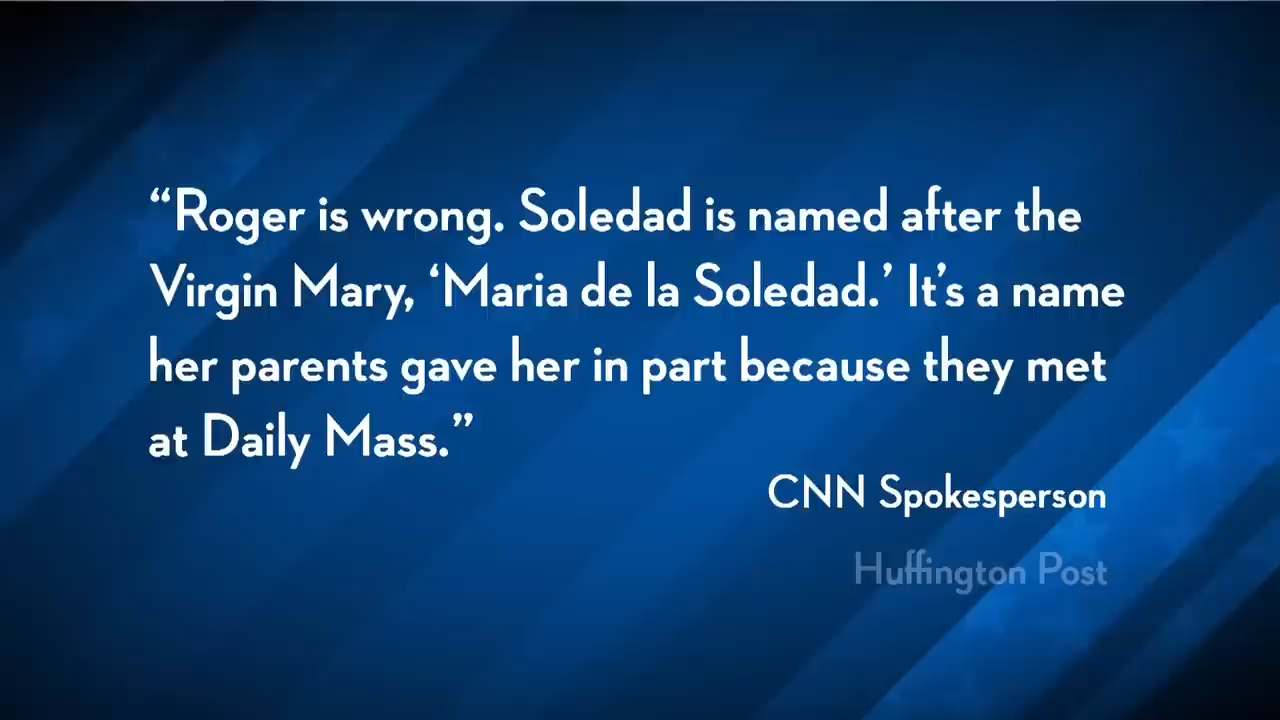 “Roger is wrong. Soledad is named after the
Virgin Mary, ‘Maria de la Soledad.’ It’s a name
her parents gave her in part because they met
at Daily Mass.”
CNN Spokesperson
Huffington Post